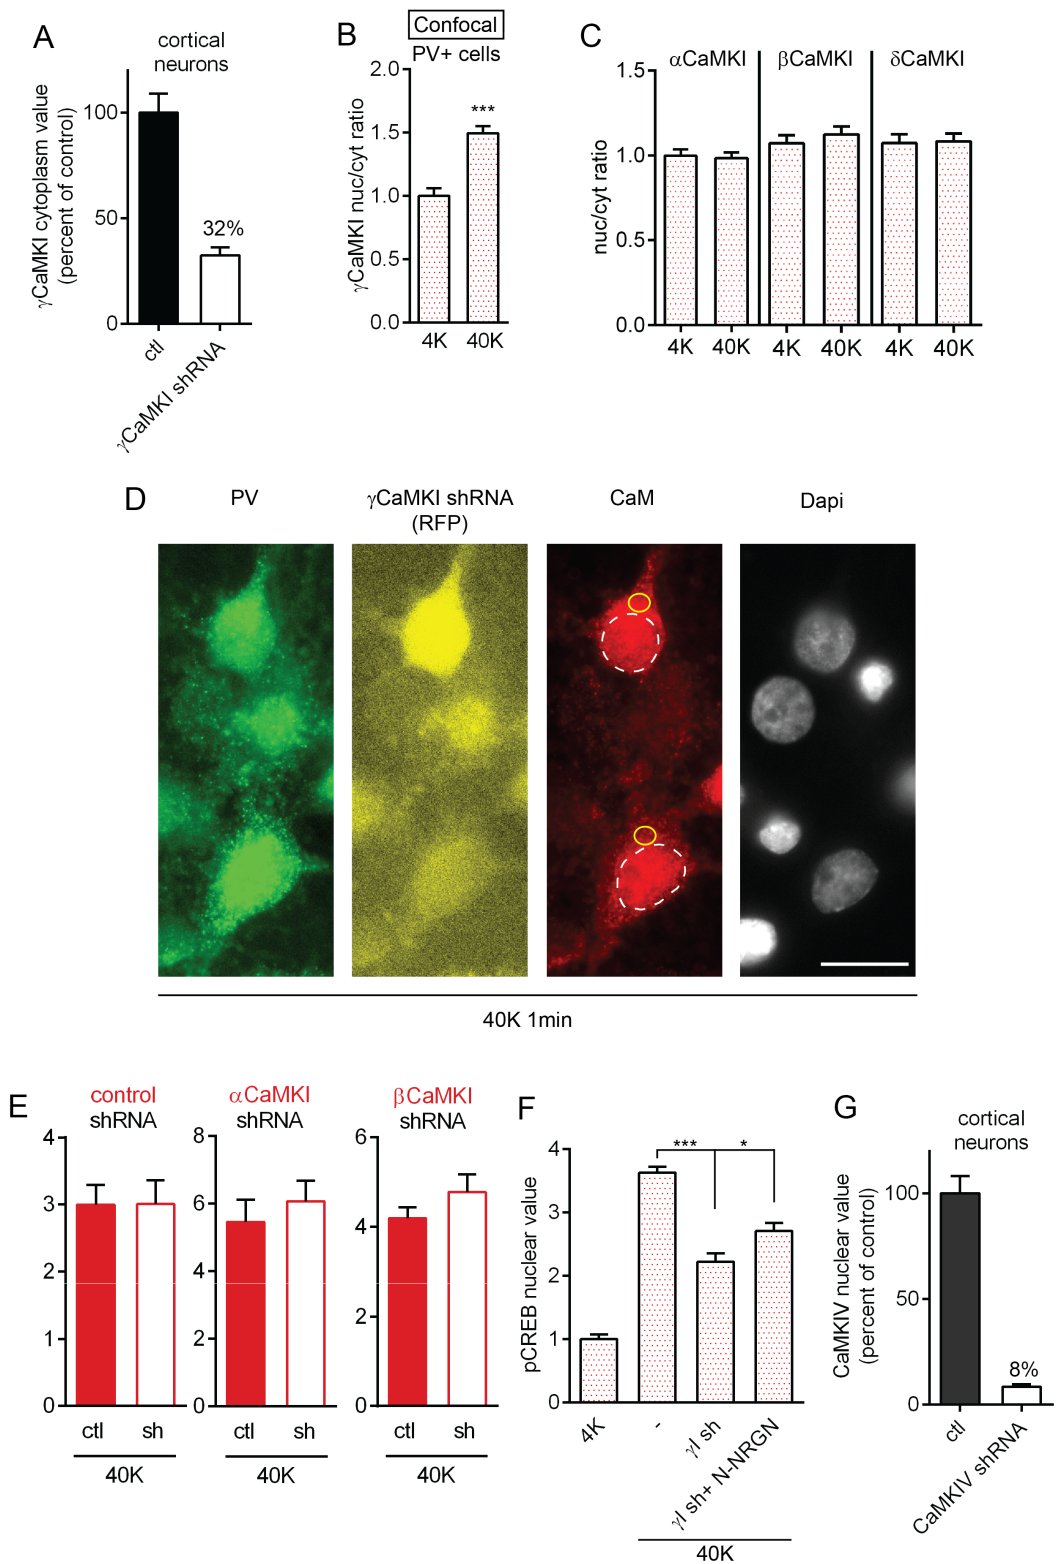 A
cortical
neurons
γCaMKI cytoplasm value
(percent of control)
100
50
0
32%
ctl
γCaMKI shRNA
B
Confocal
PV+ cells
γCaMKI nuc/cyt ratio
2.0
1.5
1.0
0.5
0.0
***
4K
40K
C
αCaMKI
βCaMKI
δCaMKI
nuc/cyt ratio
1.5
1.0
0.5
0.0
4K 40K 4K 40K 4K 40K
D
PV
γCaMKI shRNA
(RFP)
CaM
Dapi
40K 1min
E
control
shRNA
4
3
2
1
0
ctl sh
40K
αCaMKI
shRNA
8
6
4
2
0
ctl sh
40K
βCaMKI
shRNA
6
4
2
0
ctl sh
40K
F
pCREB nuclear value
4
3
2
1
0
***
*
4K
-
γI sh
γI sh+ N-NRGN
40K
G
cortical
neurons
CaMKIV nuclear value
(percent of control)
100
50
0
8%
ctl
CaMKIV shRNA